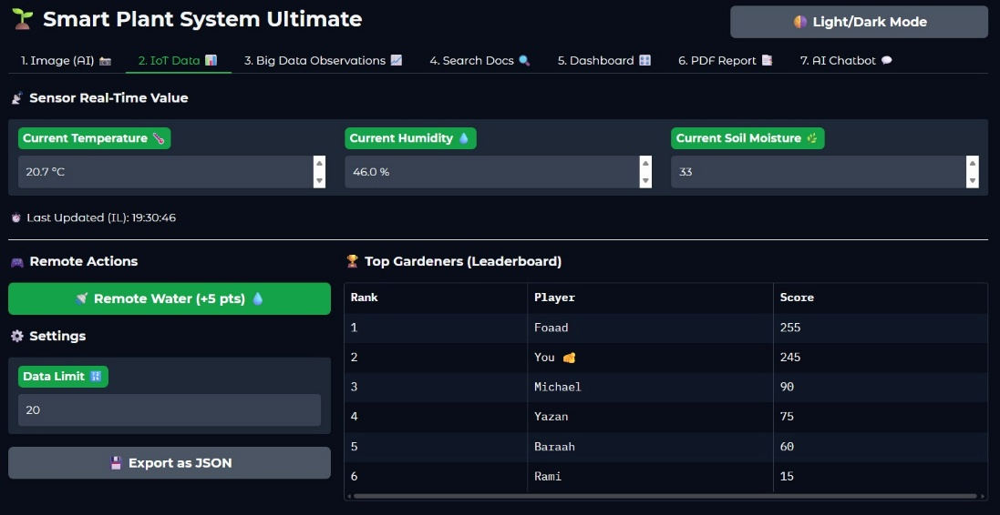 Smart Plant System Ultimate
Light/Dark Mode
1. Image (AI)
2. IoT Data
3. Big Data Observations
4. Search Docs
5. Dashboard
6. PDF Report
7. AI Chatbot
Sensor Real-Time Value
Current Temperature
Current Humidity
Current Soil Moisture
20.7 °C
46.0 %
33
Last Updated (IL): 19:30:46
Remote Actions
Remote Water (+5 pts)
Settings
Data Limit
20
Export as JSON
Top Gardeners (Leaderboard)
Rank Player Score
1 Foaad 255
2 You 245
3 Michael 90
4 Yazan 75
5 Baraah 60
6 Rami 15